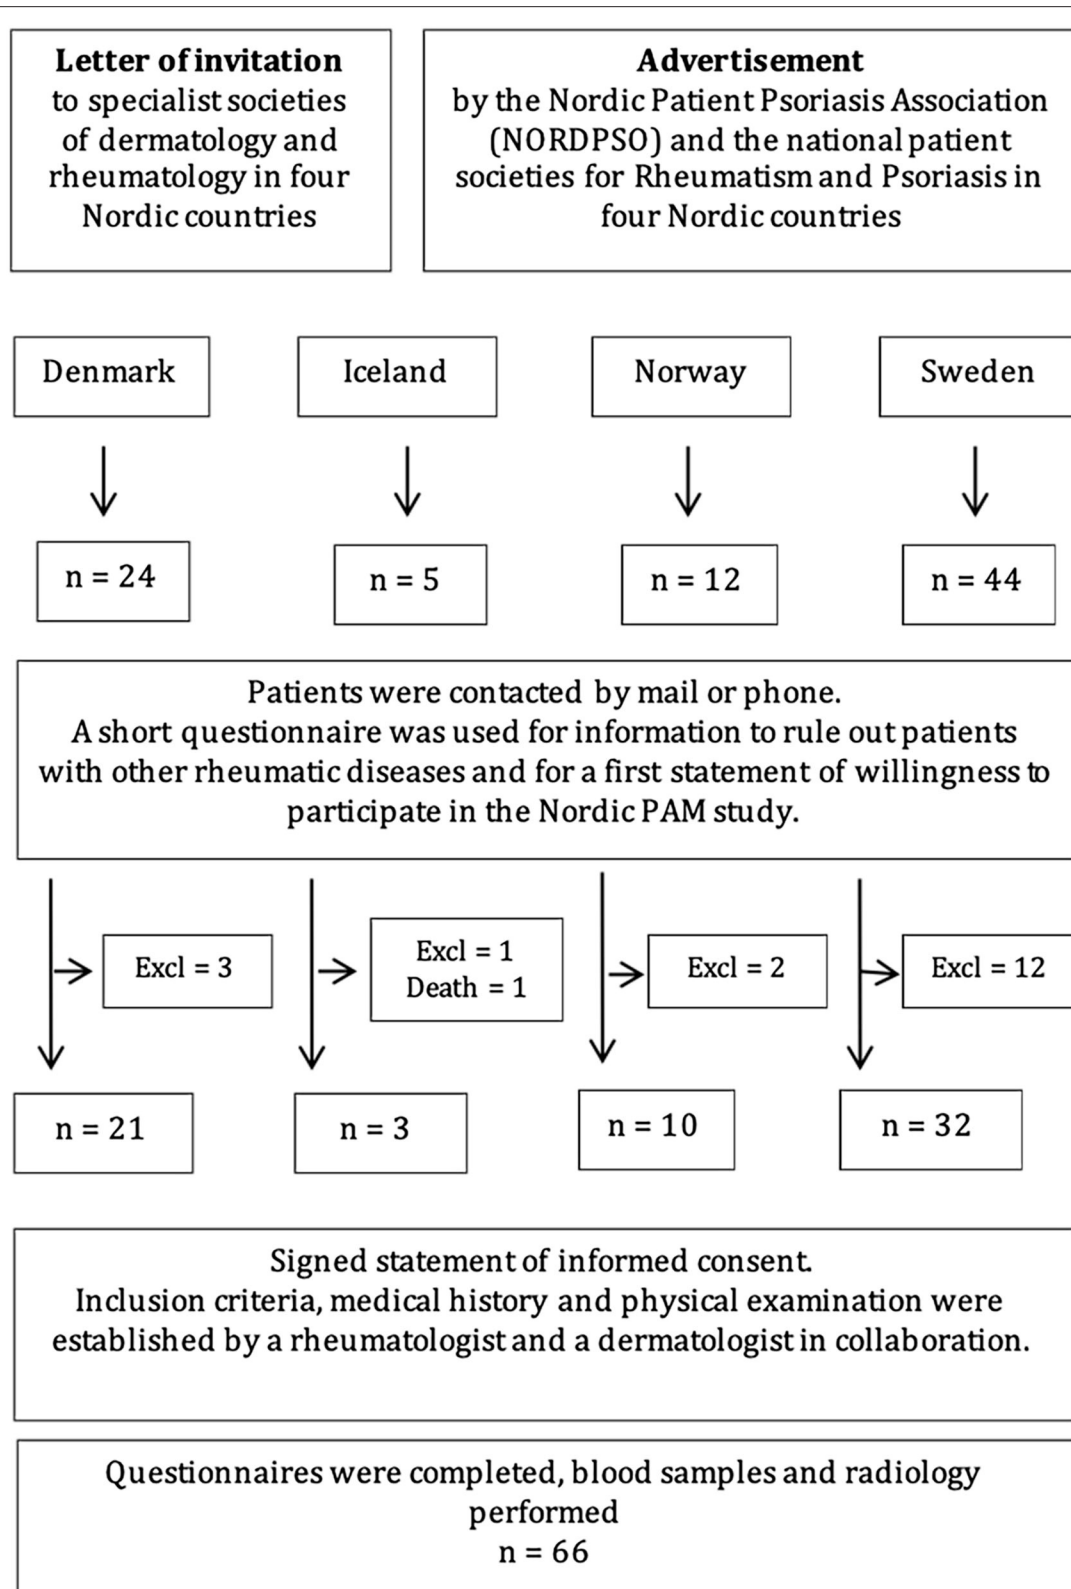 Letter of invitation
to specialist societies
of dermatology and
rheumatology in four
Nordic countries
Advertisement
by the Nordic Patient Psoriasis Association
(NORDPSO) and the national patient
societies for Rheumatism and Psoriasis in
four Nordic countries
Denmark
Iceland
Norway
Sweden
n = 24
n = 5
n = 12
n = 44
Patients were contacted by mail or phone.
A short questionnaire was used for information to rule out patients
with other rheumatic diseases and for a first statement of willingness to
participate in the Nordic PAM study.
Excl = 3
Excl = 1
Death = 1
Excl = 2
Excl = 12
n = 21
n = 3
n = 10
n = 32
Signed statement of informed consent.
Inclusion criteria, medical history and physical examination were
established by a rheumatologist and a dermatologist in collaboration.
Questionnaires were completed, blood samples and radiology
performed
n = 66